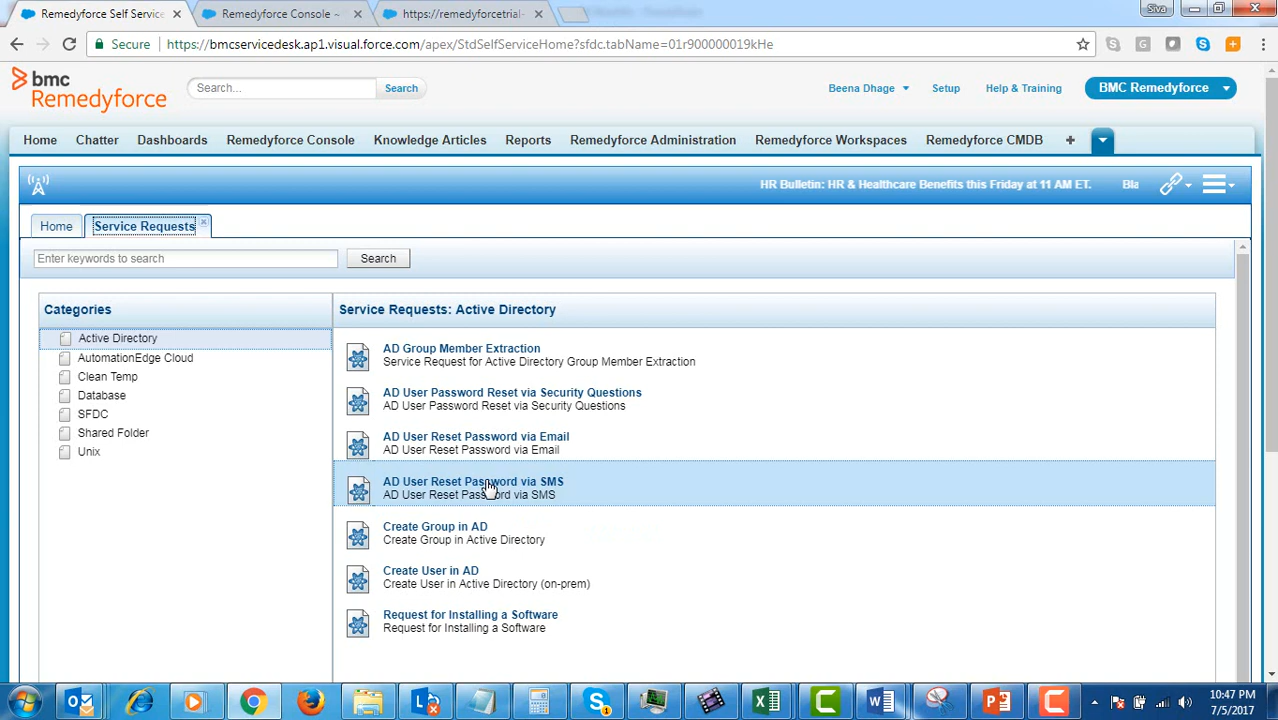 Remedyforce Self Service
Remedyforce Console ~
https://remedyforcetrial-
Siva
Secure
https://bmcservicedesk.ap1.visual.force.com/apex/StdSelfServiceHome?sfdc.tabName=01r900000019kHe
bmc
Remedyforce
Search...
Search
Beena Dhage
Setup
Help & Training
BMC Remedyforce
Home
Chatter
Dashboards
Remedyforce Console
Knowledge Articles
Reports
Remedyforce Administration
Remedyforce Workspaces
Remedyforce CMDB
HR Bulletin: HR & Healthcare Benefits this Friday at 11 AM ET.
Bla
Home
Service Requests
Enter keywords to search
Search
Categories
Active Directory
AutomationEdge Cloud
Clean Temp
Database
SFDC
Shared Folder
Unix
Service Requests: Active Directory
AD Group Member Extraction
Service Request for Active Directory Group Member Extraction
AD User Password Reset via Security Questions
AD User Password Reset via Security Questions
AD User Reset Password via Email
AD User Reset Password via Email
AD User Reset Password via SMS
AD User Reset Password via SMS
Create Group in AD
Create Group in Active Directory
Create User in AD
Create User in Active Directory (on-prem)
Request for Installing a Software
Request for Installing a Software
10:47 PM
7/5/2017